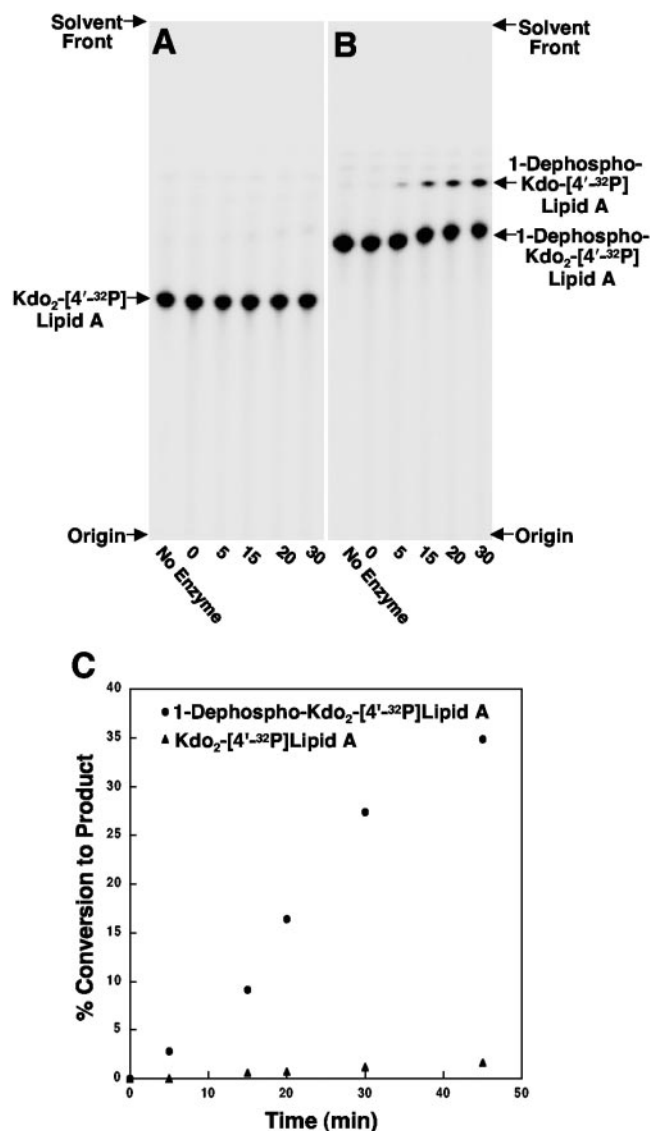 Solvent
Front
A
B
Solvent
Front
1-Dephospho-
Kdo-[4′-³²P]
Lipid A
1-Dephospho-
Kdo₂-[4′-³²P]
Lipid A
Kdo₂-[4′-³²P]
Lipid A
Origin
Origin
No Enzyme
0
5
15
20
30
No Enzyme
0
5
15
20
30
C
40
35
30
25
20
15
10
5
0
% Conversion to Product
1-Dephospho-Kdo₂-[4'-³²P]Lipid A
Kdo₂-[4'-³²P]Lipid A
0
10
20
30
40
50
Time (min)